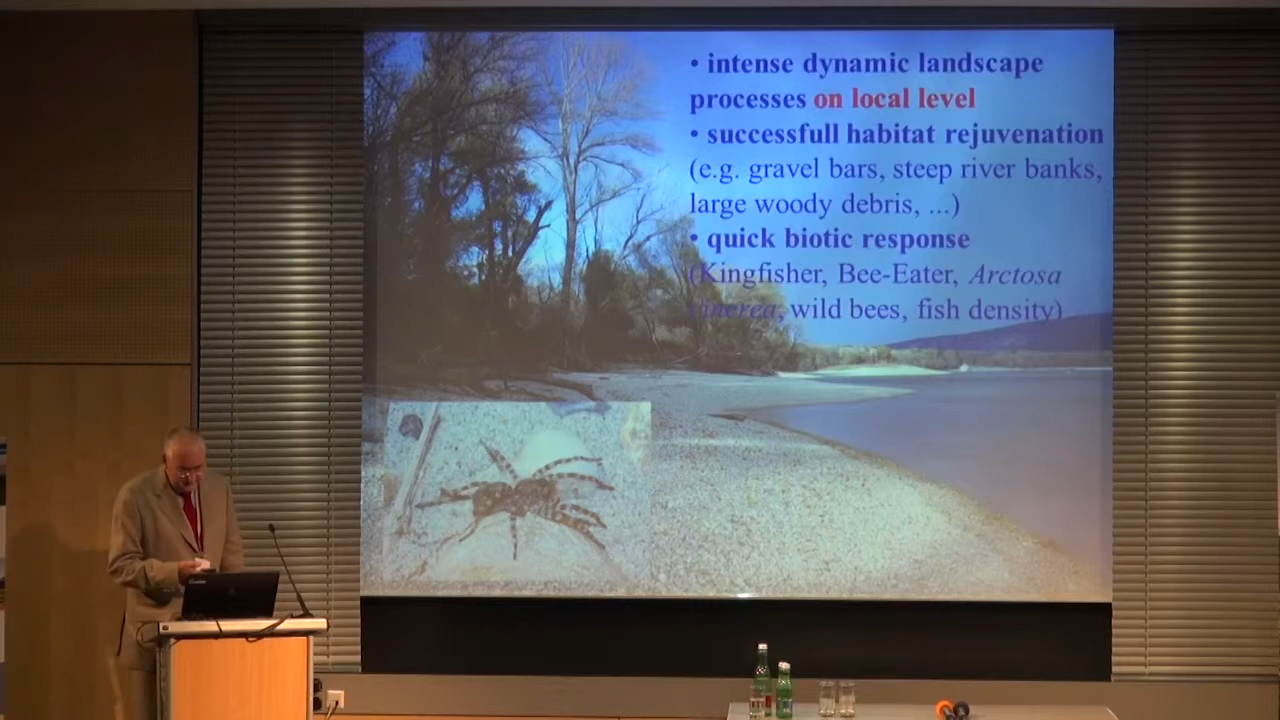 • intense dynamic landscape
processes on local level
• successfull habitat rejuvenation
(e.g. gravel bars, steep river banks,
large woody debris, ...)
• quick biotic response
(Kingfisher, Bee-Eater, Arctosa
cinerea, wild bees, fish density)